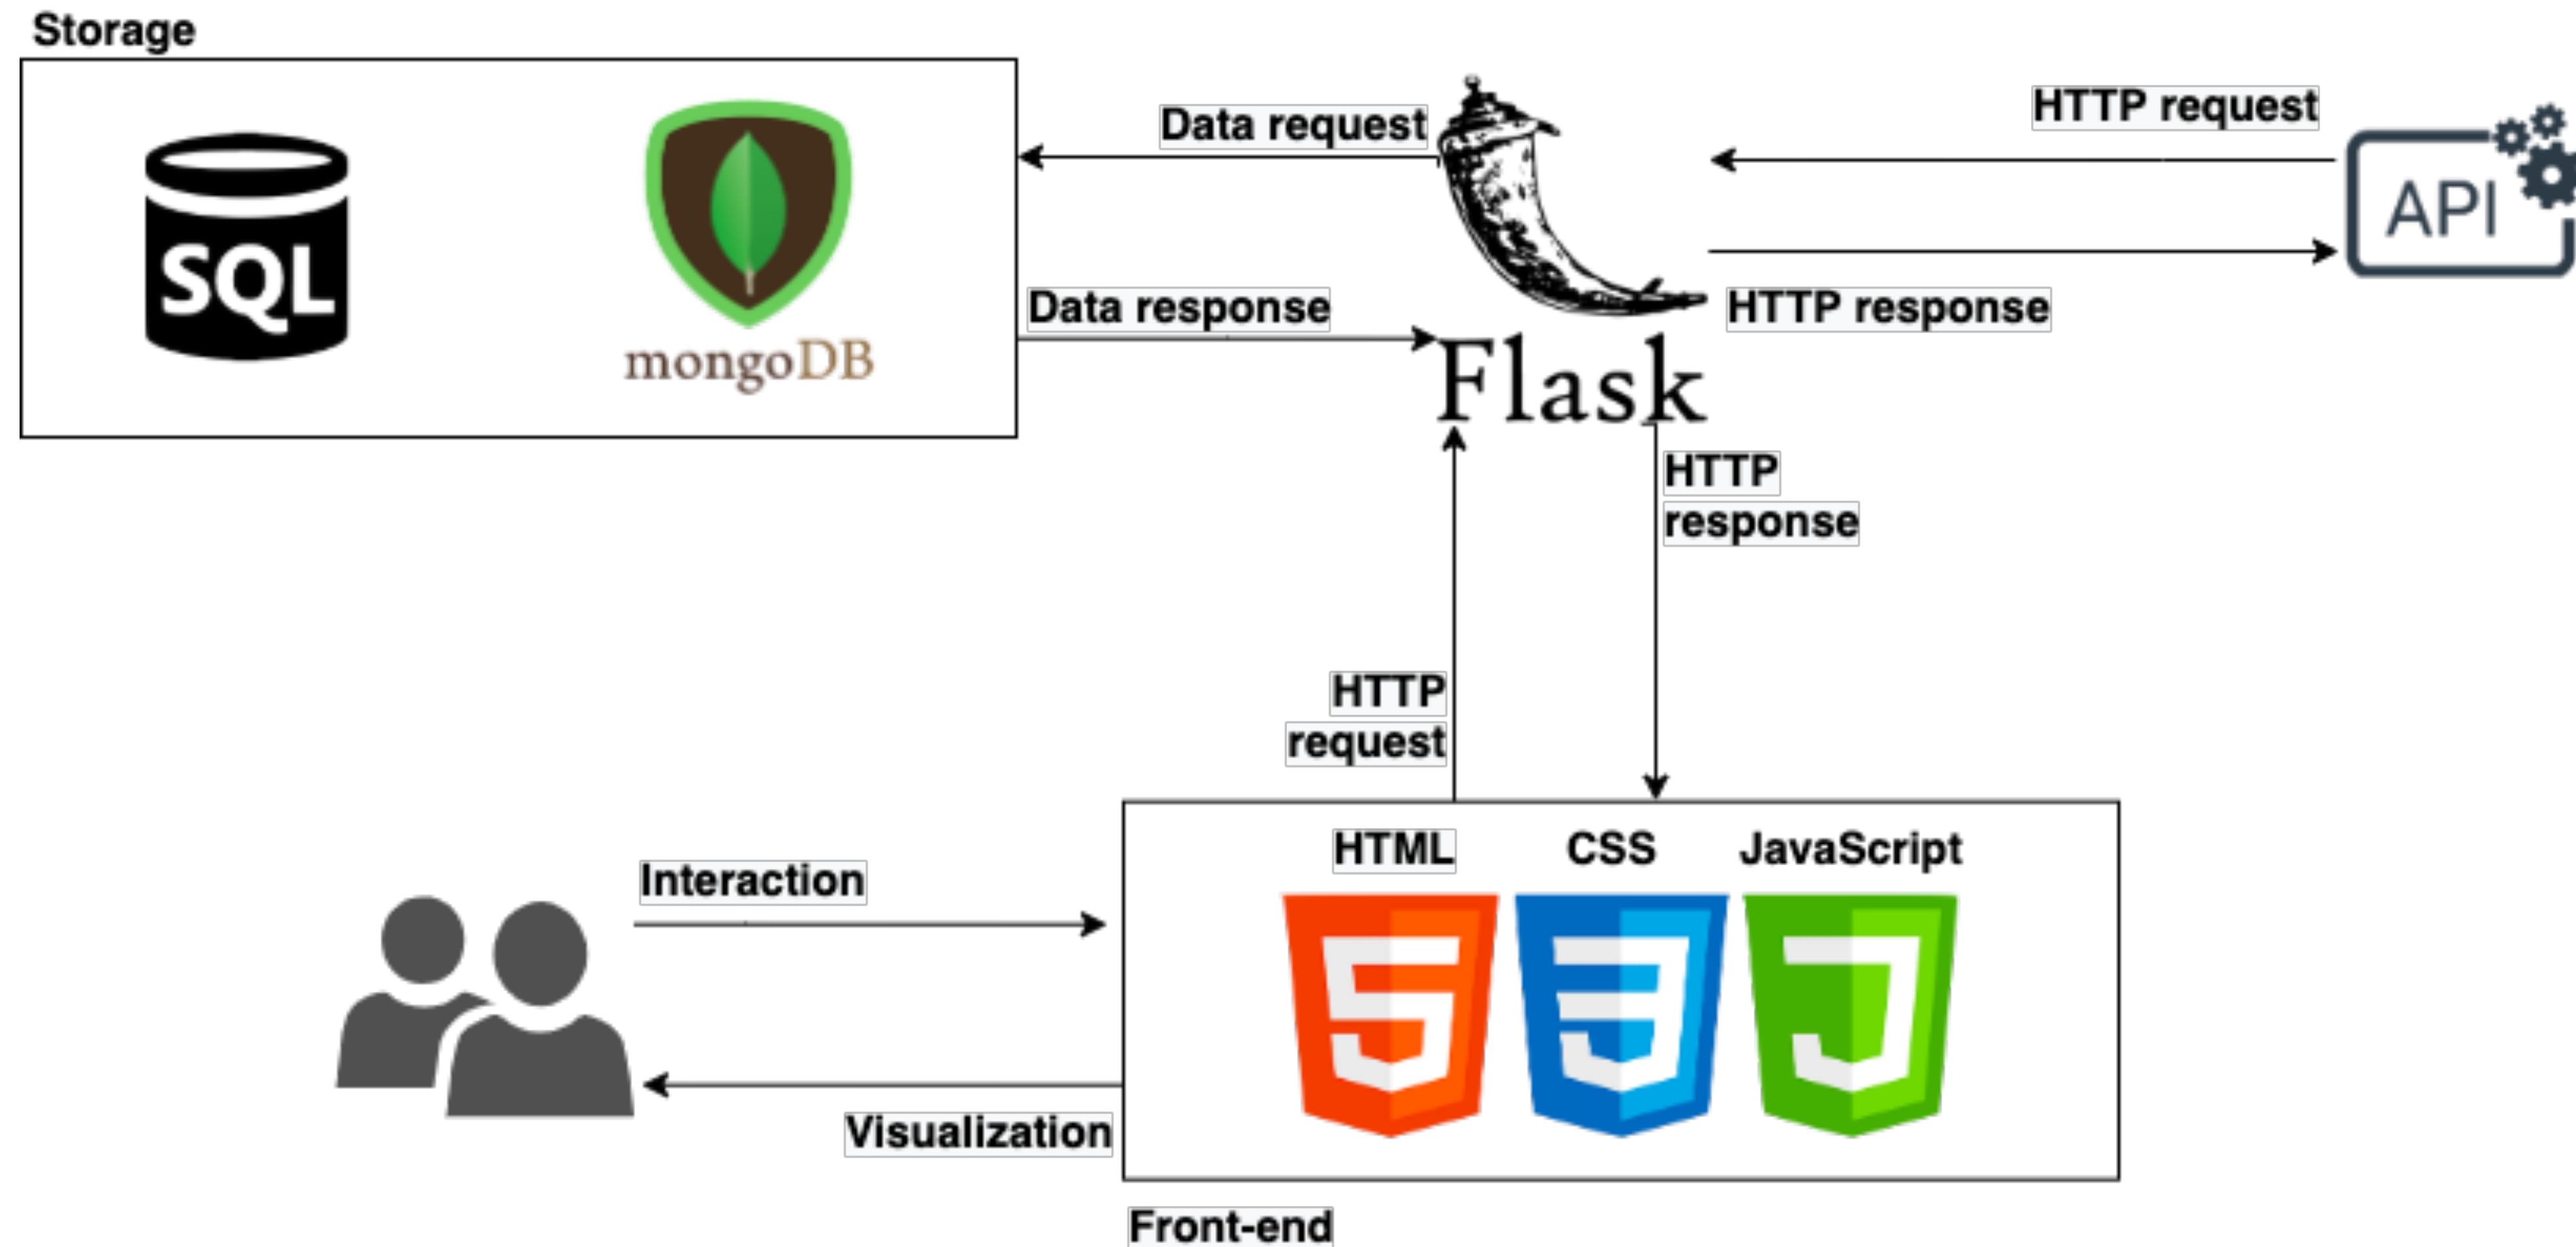 Storage
SQL
mongoDB
Data request
Data response
Flask
HTTP request
API
HTTP response
HTTP
response
HTTP
request
Interaction
Visualization
HTML CSS JavaScript
Front-end